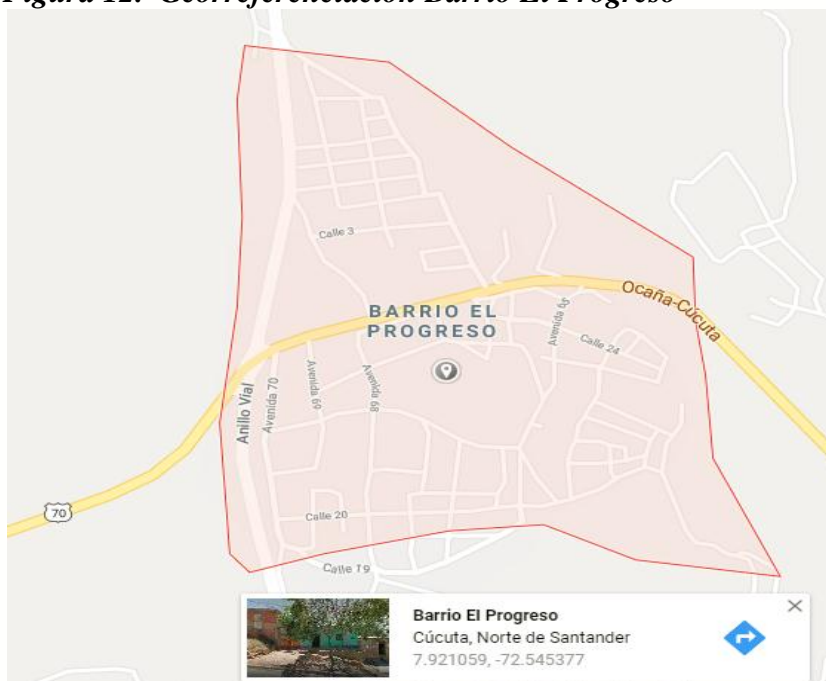 Figura 12. Georreferenciación Barrio El Progreso
Calle 3
Ocaña-Cúcuta
BARRIO EL
PROGRESO
Avenida 65
Calle 24
Avenida 69
Avenida 68
Avenida 70
Anillo Vial
70
Calle 20
Calle 19
Barrio El Progreso
Cúcuta, Norte de Santander
7.921059, -72.545377